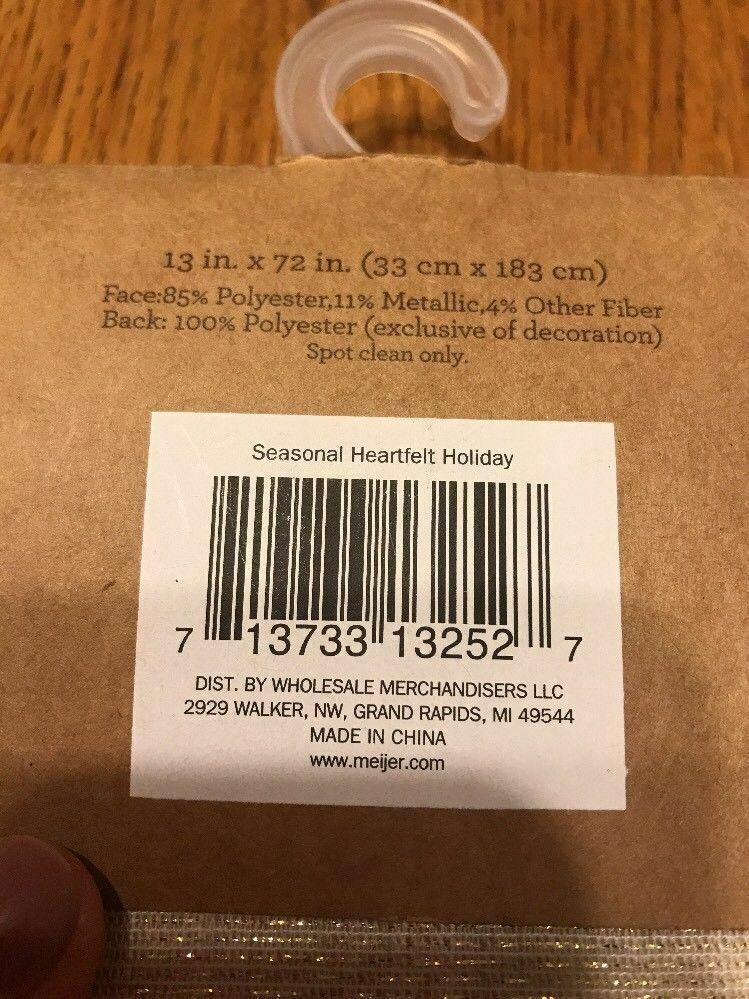 13 in. x 72 in. (33 cm x 183 cm)
Face:85% Polyester,11% Metallic,4% Other Fiber
Back: 100% Polyester (exclusive of decoration)
Spot clean only.
Seasonal Heartfelt Holiday
7 13733 13252 7
DIST. BY WHOLESALE MERCHANDISERS LLC
2929 WALKER, NW, GRAND RAPIDS, MI 49544
MADE IN CHINA
www.meijer.com